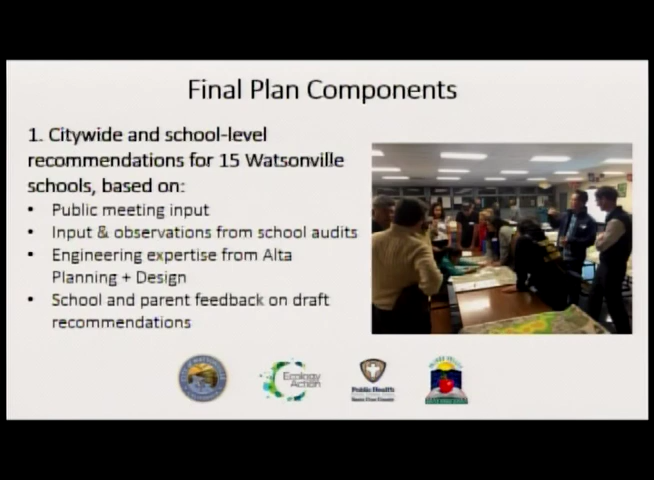 Final Plan Components
1. Citywide and school-level
recommendations for 15 Watsonville
schools, based on:
• Public meeting input
• Input & observations from school audits
• Engineering expertise from Alta
Planning + Design
• School and parent feedback on draft
recommendations
Ecology
Action
Public Health